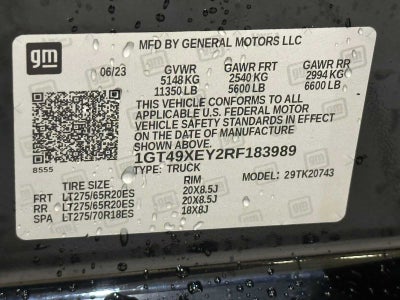 gm
MFD BY GENERAL MOTORS LLC
06/23 GVWR GAWR FRT GAWR RR
5148KG 2540 KG 2994 KG
11350 LB 5600 LB 6600 LB
THIS VEHICLE CONFORMS TO ALL
APPLICABLE U.S. FEDERAL MOTOR
VEHICLE SAFETY STANDARDS IN EFFECT
ON THE DATE OF MANUFACTURE
SHOWN ABOVE.
1GT49XEY2RF183989
8555 TYPE: TRUCK MODEL: 29TK20743
TIRE SIZE RIM
FRT LT275/65R20ES 20X8.5J
RR LT275/65R20ES 20X8.5J
SPA LT275/70R18ES 18X8J